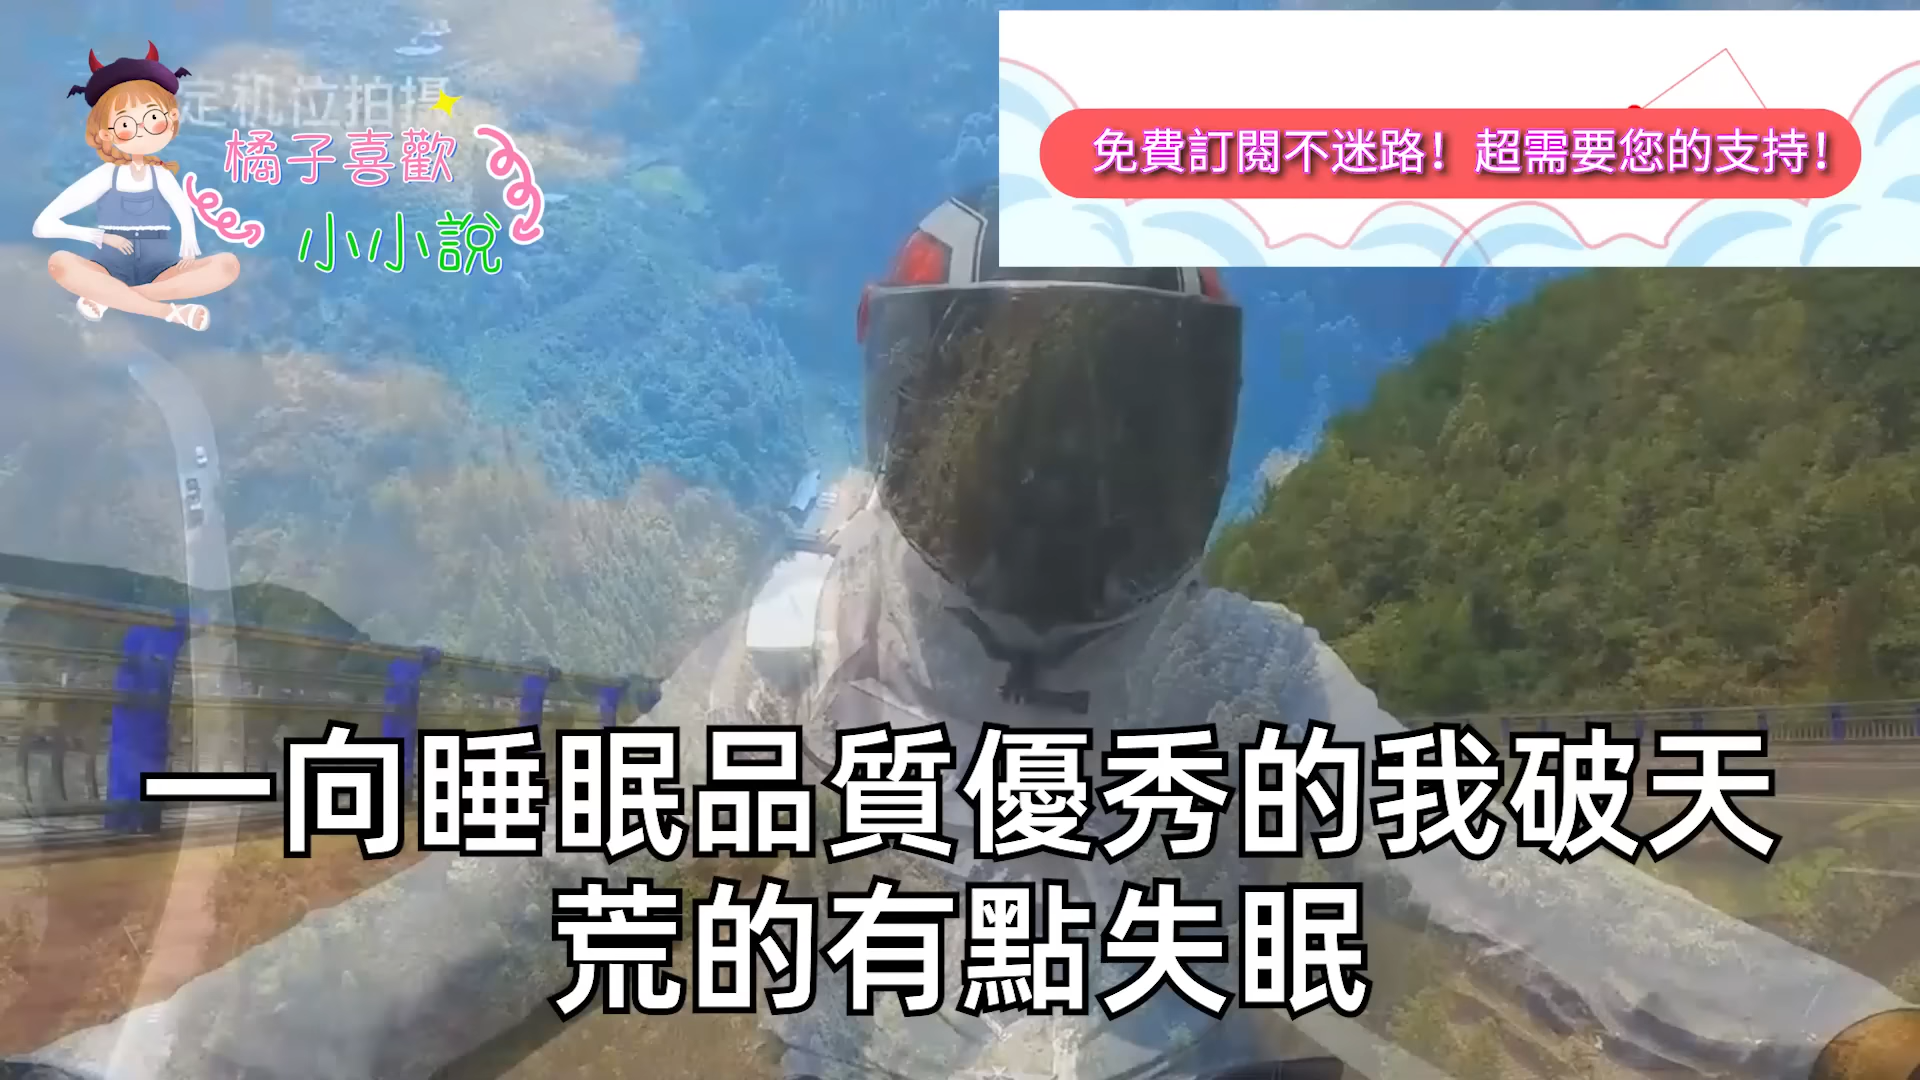 定机位拍摄
橘子喜歡
小小說
免費訂閱不迷路！超需要您的支持！
一向睡眠品質優秀的我破天
荒的有點失眠